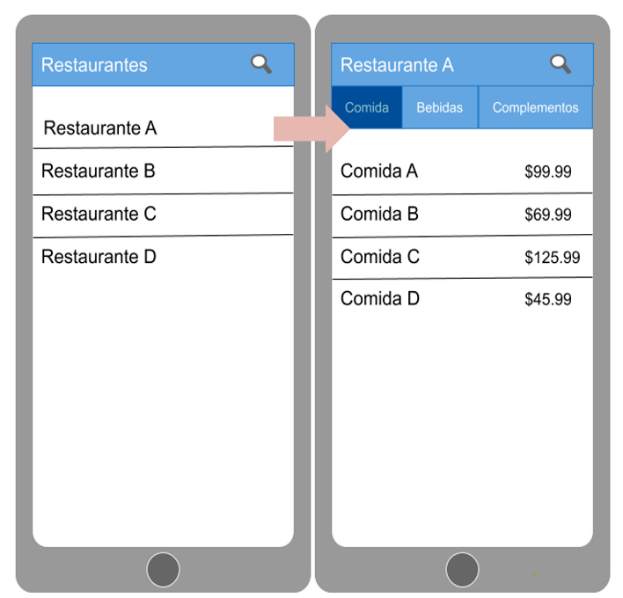 Restaurantes
Restaurante A
Restaurante B
Restaurante C
Restaurante D
Restaurante A
Comida Bebidas Complementos
Comida A $99.99
Comida B $69.99
Comida C $125.99
Comida D $45.99